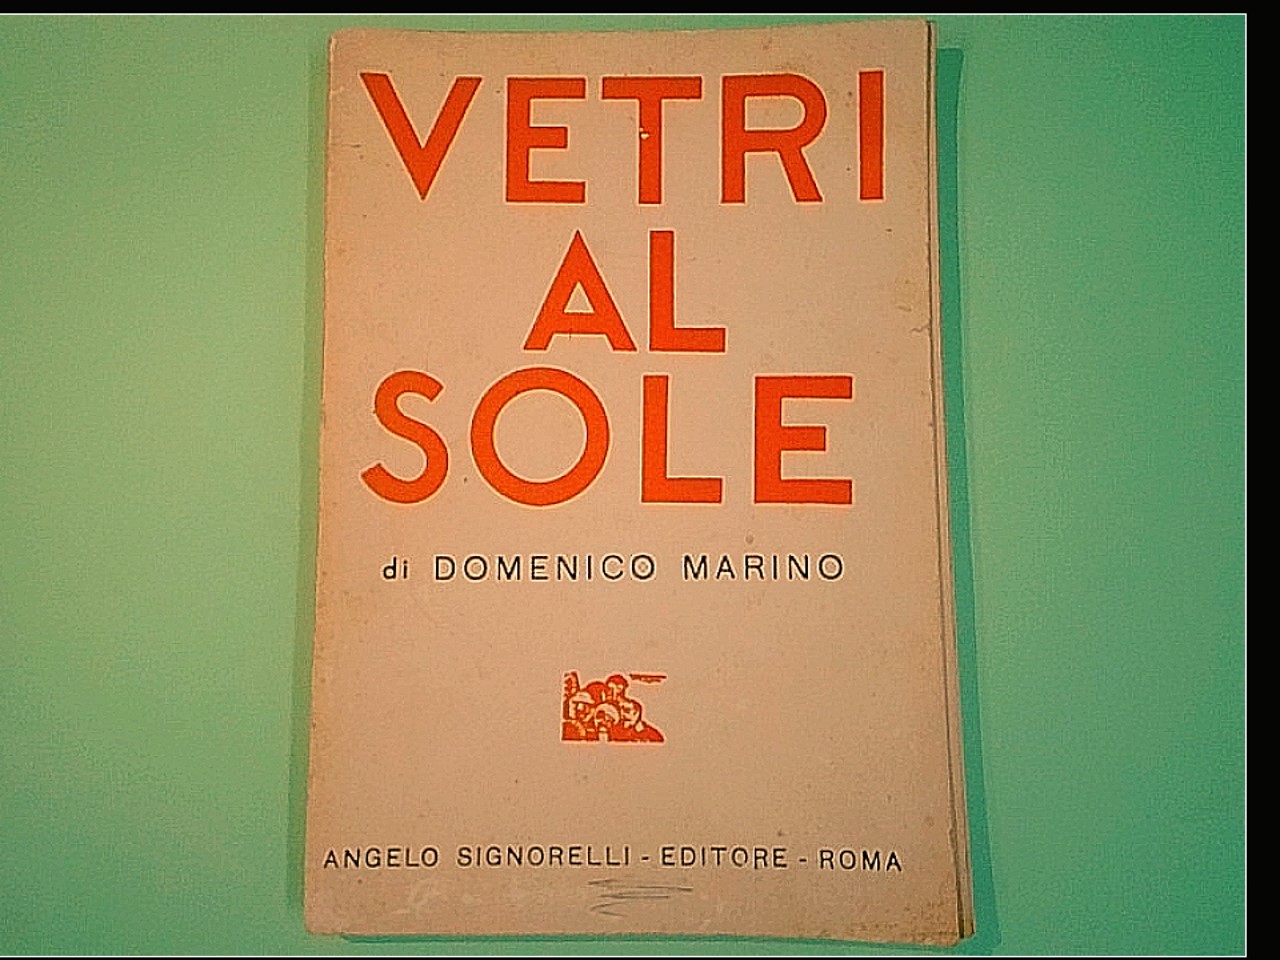 VETRI
AL
SOLE
di DOMENICO MARINO
ANGELO SIGNORELLI - EDITORE - ROMA